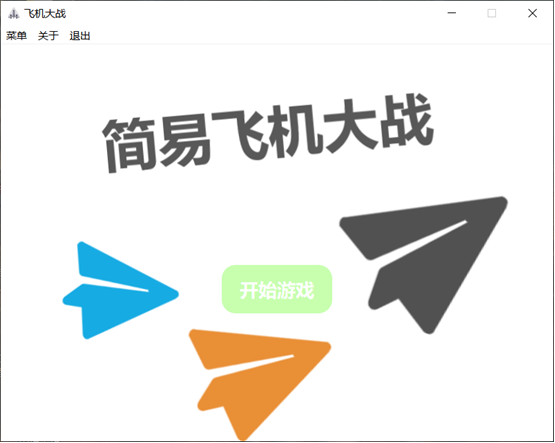 飞机大战
菜单 关于 退出
简易飞机大战
开始游戏